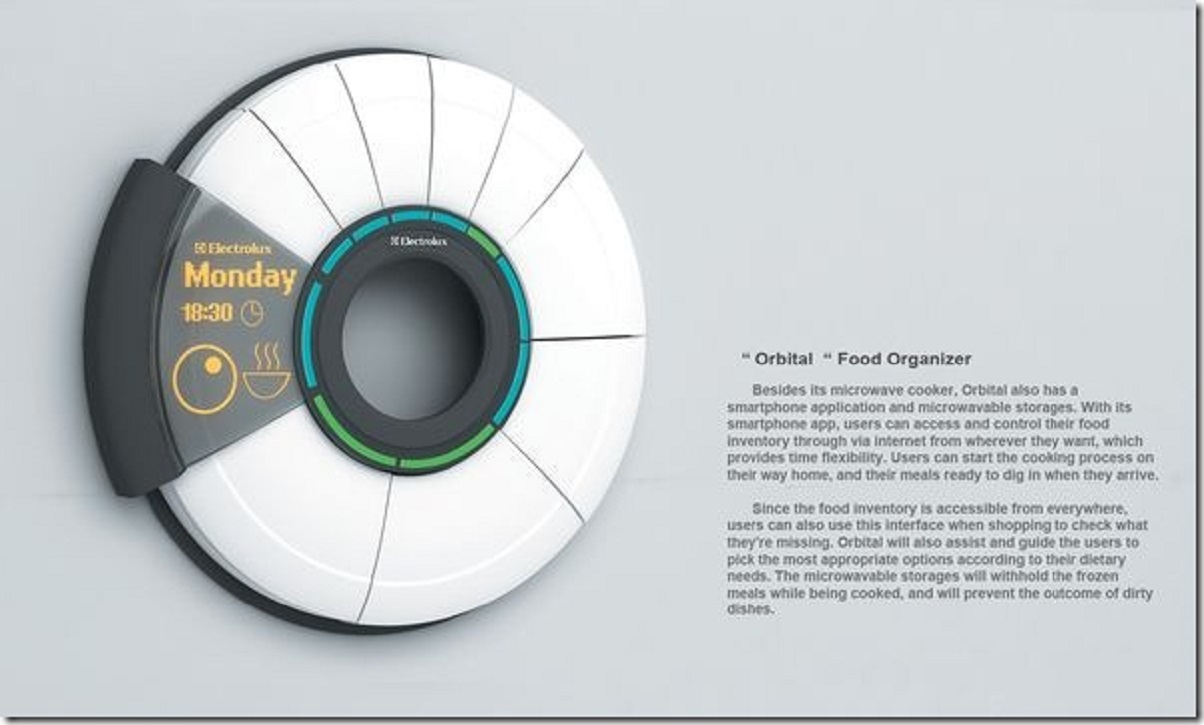 Electrolux
Monday
18:30
Electrolux
“ Orbital “ Food Organizer
Besides its microwave cooker, Orbital also has a
smartphone application and microwavable storages. With its
smartphone app, users can access and control their food
inventory through via internet from wherever they want, which
provides time flexibility. Users can start the cooking process on
their way home, and their meals ready to dig in when they arrive.
Since the food inventory is accessible from everywhere,
users can also use this interface when shopping to check what
they're missing. Orbital will also assist and guide the users to
pick the most appropriate options according to their dietary
needs. The microwavable storages will withhold the frozen
meals while being cooked, and will prevent the outcome of dirty
dishes.